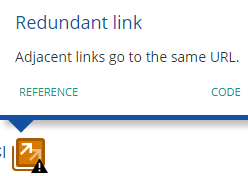 Redundant link
Adjacent links go to the same URL.
REFERENCE CODE